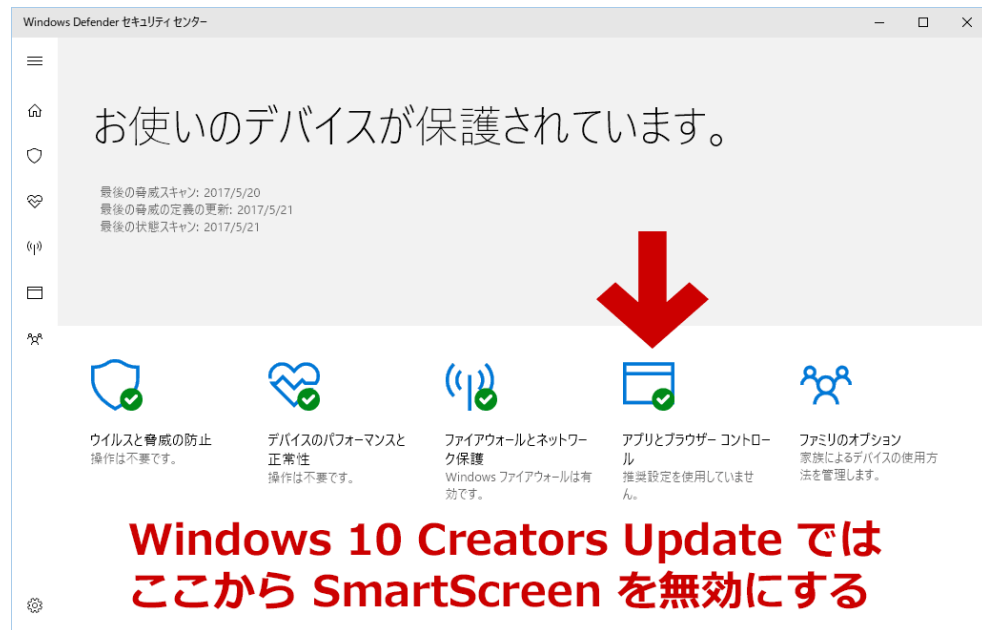 Windows Defender セキュリティ センター
お使いのデバイスが保護されています。
最後の脅威スキャン: 2017/5/20
最後の脅威の定義の更新: 2017/5/21
最後の状態スキャン: 2017/5/21
ウイルスと脅威の防止
操作は不要です。
デバイスのパフォーマンスと
正常性
操作は不要です。
ファイアウォールとネットワー
ク保護
Windows ファイアウォールは有
効です。
アプリとブラウザー コントロー
ル
推奨設定を使用していませ
ん。
ファミリのオプション
家族によるデバイスの使用方
法を管理します。
Windows 10 Creators Update では
ここから SmartScreen を無効にする